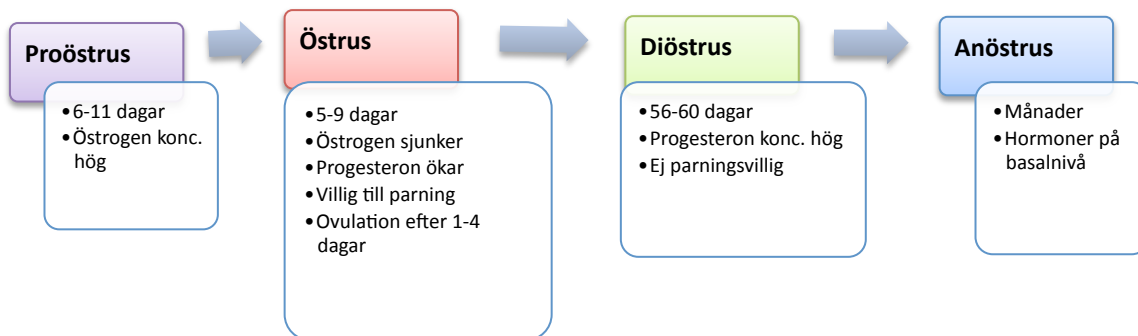 Proöstrus
• 6-11 dagar
• Östrogen konc.
hög
Östrus
• 5-9 dagar
• Östrogen sjunker
• Progesteron ökar
• Villig till parning
• Ovulation efter 1-4
dagar
Diöstrus
• 56-60 dagar
• Progesteron konc. hög
• Ej parningsvillig
Anöstrus
• Månader
• Hormoner på
basalnivå